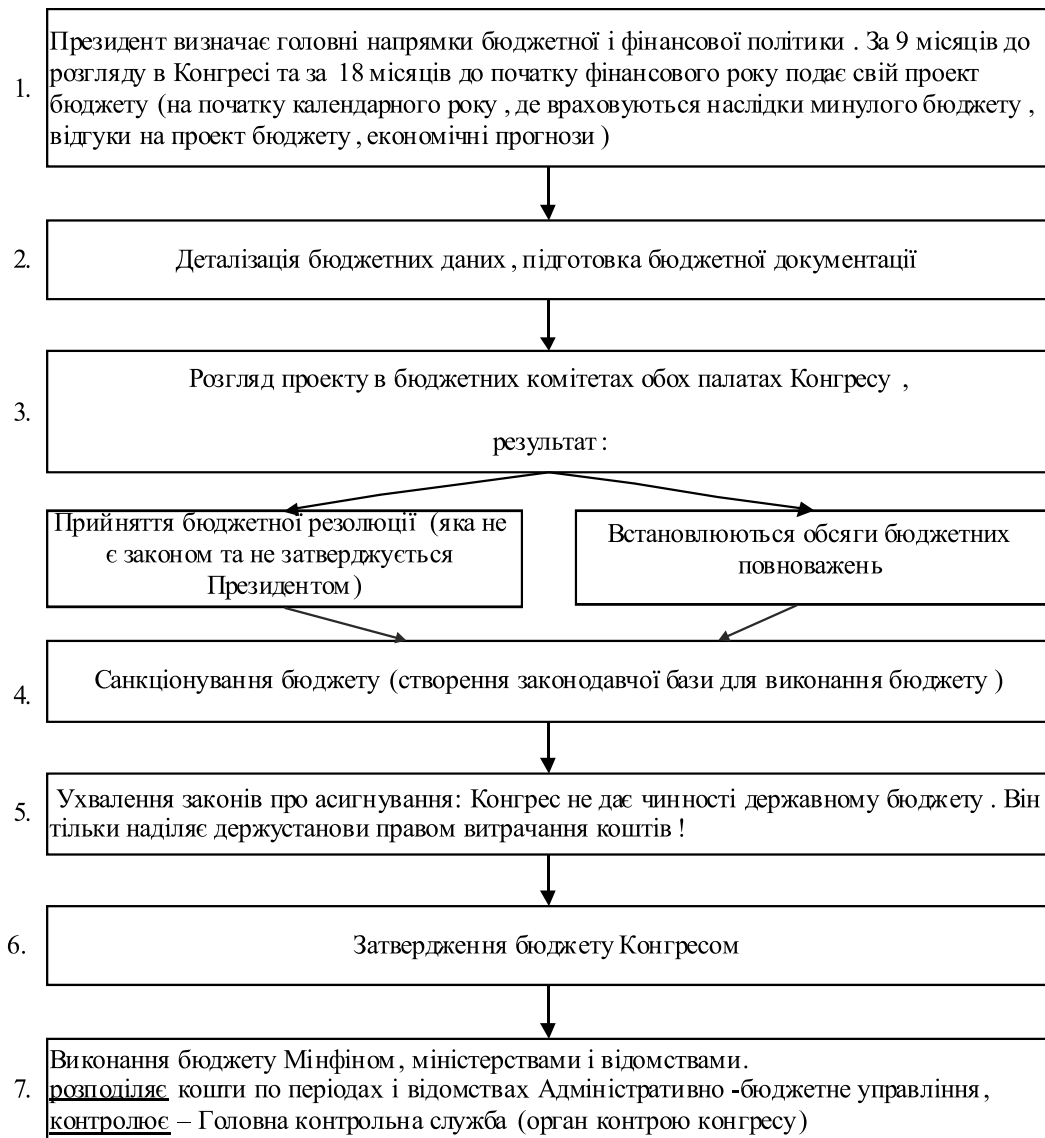 1.
Президент визначає головні напрямки бюджетної і фінансової політики . За 9 місяців до
розгляду в Конгресі та за 18 місяців до початку фінансового року подає свій проект
бюджету (на початку календарного року , де враховуються наслідки минулого бюджету ,
відгуки на проект бюджету , економічні прогнози )
2.
Деталізація бюджетних даних , підготовка бюджетної документації
3.
Розгляд проекту в бюджетних комітетах обох палатах Конгресу ,
результат :
Прийняття бюджетної резолюції (яка не
є законом та не затверджується
Президентом )
Встановлюються обсяги бюджетних
повноважень
4.
Санкціонування бюджету (створення законодавчої бази для виконання бюджету )
5.
Ухвалення законів про асигнування: Конгрес не дає чинності державному бюджету . Він
тільки наділяє держустанови правом витрачання коштів !
6.
Затвердження бюджету Конгресом
7.
Виконання бюджету Мінфіном , міністерствами і відомствами.
розподіляє кошти по періодах і відомствах Адміністративно -бюджетне управління ,
контролює – Головна контрольна служба (орган контрою конгресу )